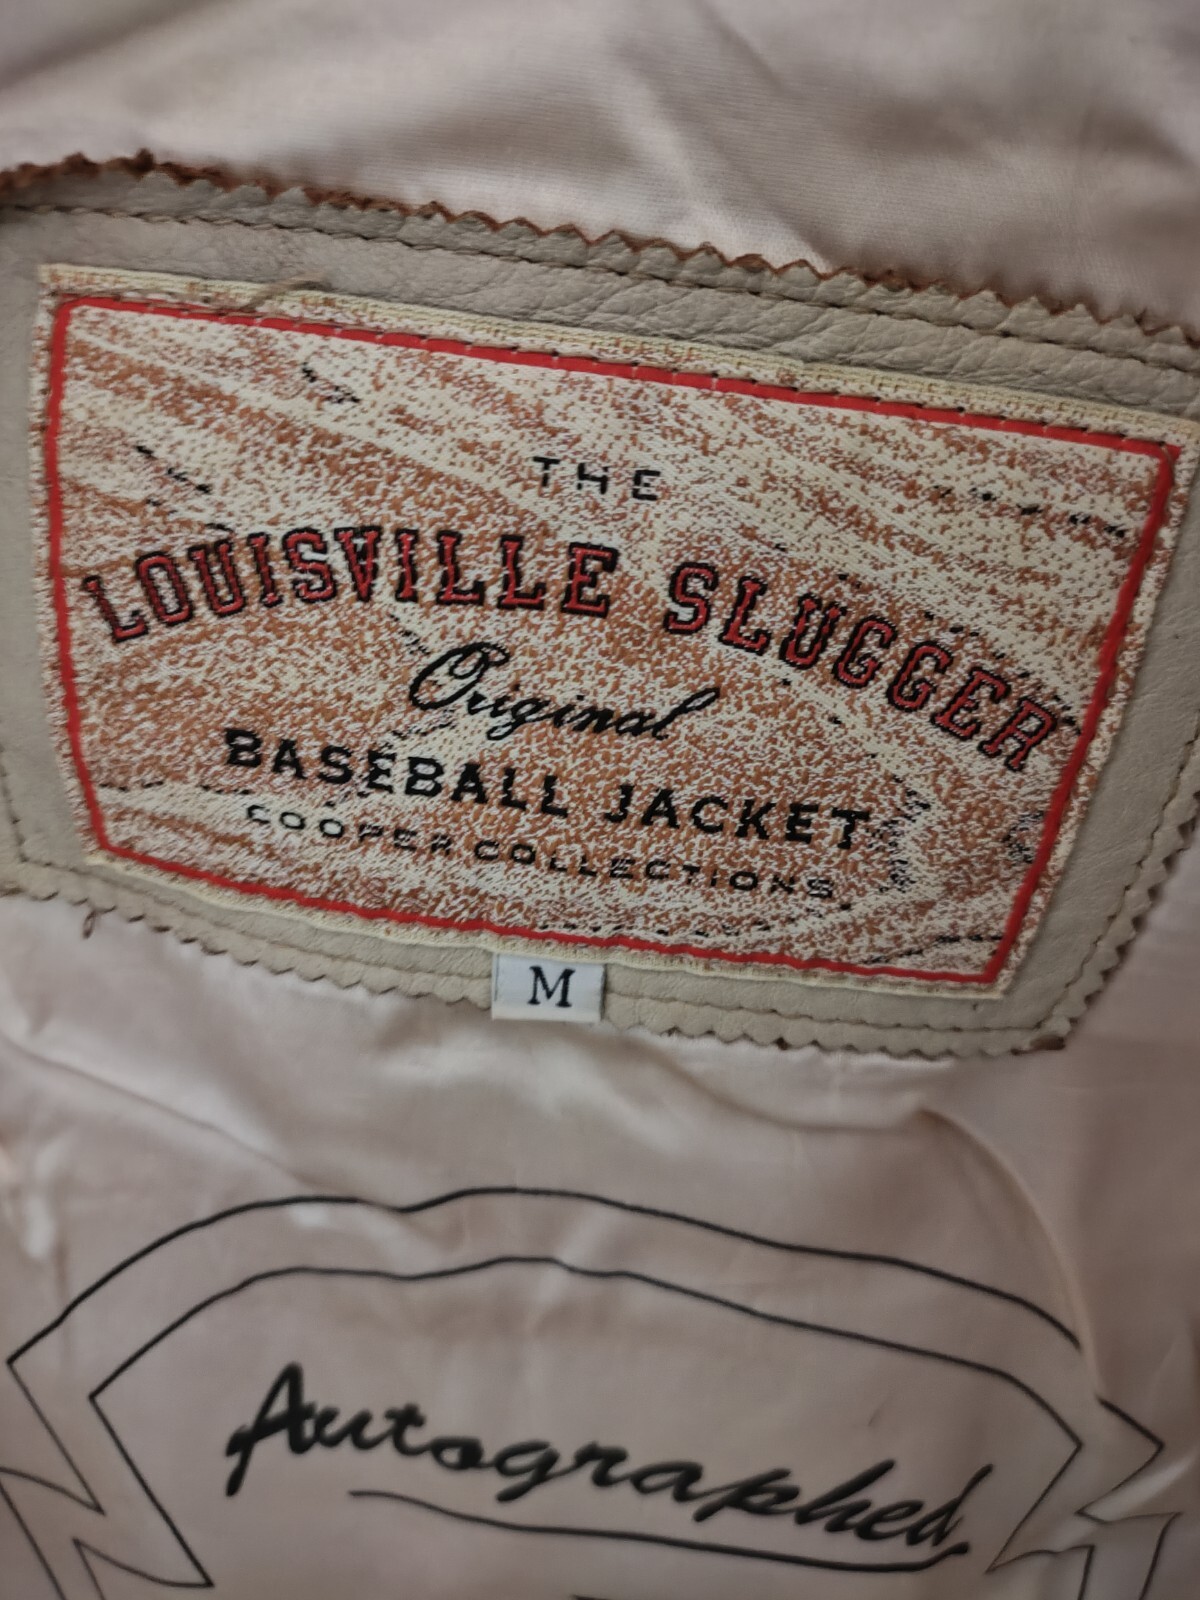 THE
LOUISVILLE SLUGGER
Original
BASEBALL JACKET
COOPER COLLECTIONS
M
Autographed